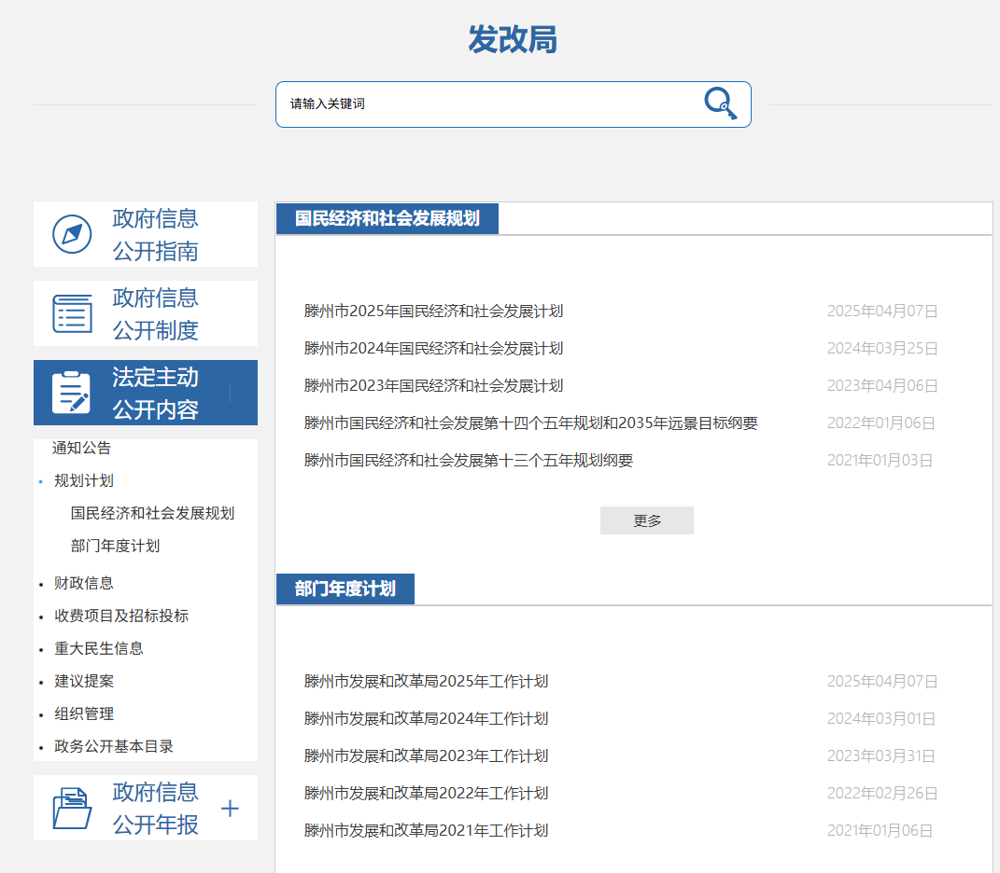 发改局
请输入关键词
政府信息
公开指南
政府信息
公开制度
法定主动
公开内容
通知公告
规划计划
国民经济和社会发展规划
部门年度计划
财政信息
收费项目及招标投标
重大民生信息
建议提案
组织管理
政务公开基本目录
政府信息
公开年报
国民经济和社会发展规划
滕州市2025年国民经济和社会发展计划 2025年04月07日
滕州市2024年国民经济和社会发展计划 2024年03月25日
滕州市2023年国民经济和社会发展计划 2023年04月06日
滕州市国民经济和社会发展第十四个五年规划和2035年远景目标纲要 2022年01月06日
滕州市国民经济和社会发展第十三个五年规划纲要 2021年01月03日
更多
部门年度计划
滕州市发展和改革局2025年工作计划 2025年04月07日
滕州市发展和改革局2024年工作计划 2024年03月01日
滕州市发展和改革局2023年工作计划 2023年03月31日
滕州市发展和改革局2022年工作计划 2022年02月26日
滕州市发展和改革局2021年工作计划 2021年01月06日